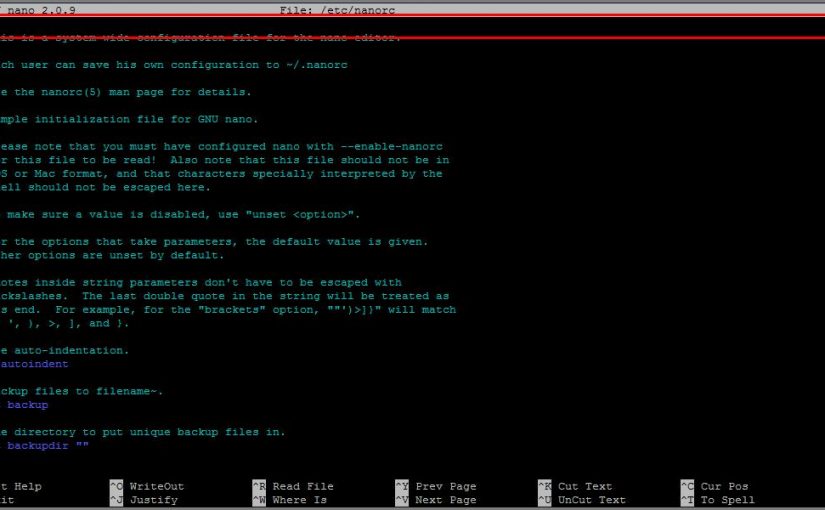 nano 2.0.9 File: /etc/nanorc
is is a system wide configuration file for the nano editor.
ch user can save his own configuration to ~/.nanorc
e the nanorc(5) man page for details.
mple initialization file for GNU nano.
ease note that you must have configured nano with --enable-nanorc
r this file to be read!  Also note that this file should not be in
S or Mac format, and that characters specially interpreted by the
ell should not be escaped here.
make sure a value is disabled, use "unset <option>".
r the options that take parameters, the default value is given.
her options are unset by default.
otes inside string parameters don't have to be escaped with
ckslashes.  The last double quote in the string will be treated as
s end.  For example, for the "brackets" option, ""')>]}" will match
', ), >, ], and }.
e auto-indentation.
autoindent
ckup files to filename~.
backup
e directory to put unique backup files in.
backupdir ""
t Help ^O WriteOut ^R Read File ^Y Prev Page ^K Cut Text ^C Cur Pos
it ^J Justify ^W Where Is ^V Next Page ^U UnCut Text ^T To Spell